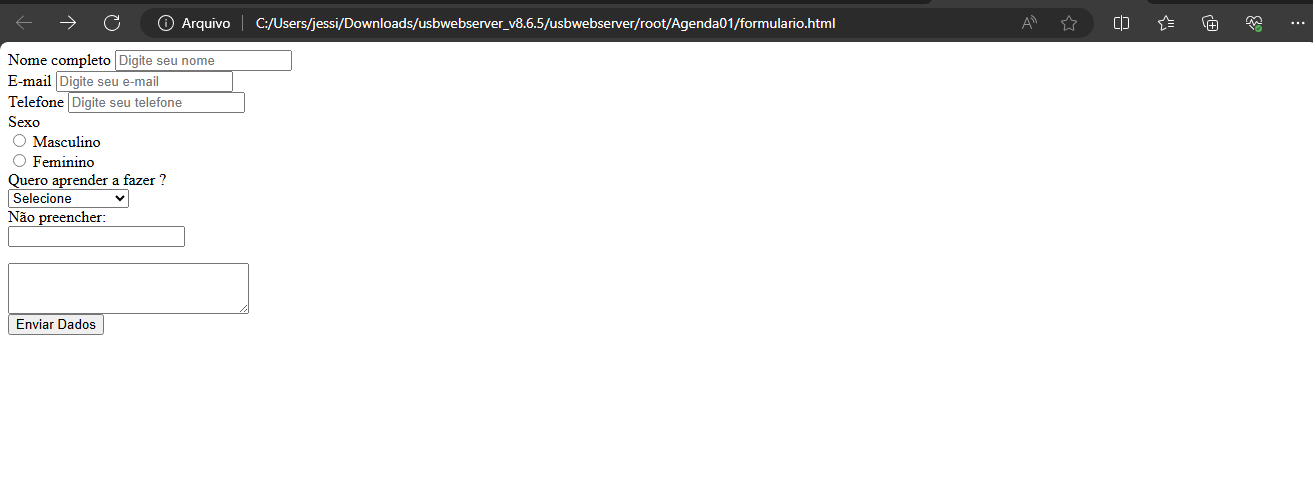 Arquivo C:/Users/jessi/Downloads/usbwebserver_v8.6.5/usbwebserver/root/Agenda01/formulario.html
Nome completo Digite seu nome
E-mail Digite seu e-mail
Telefone Digite seu telefone
Sexo
Masculino
Feminino
Quero aprender a fazer ?
Selecione
Não preencher:
Enviar Dados